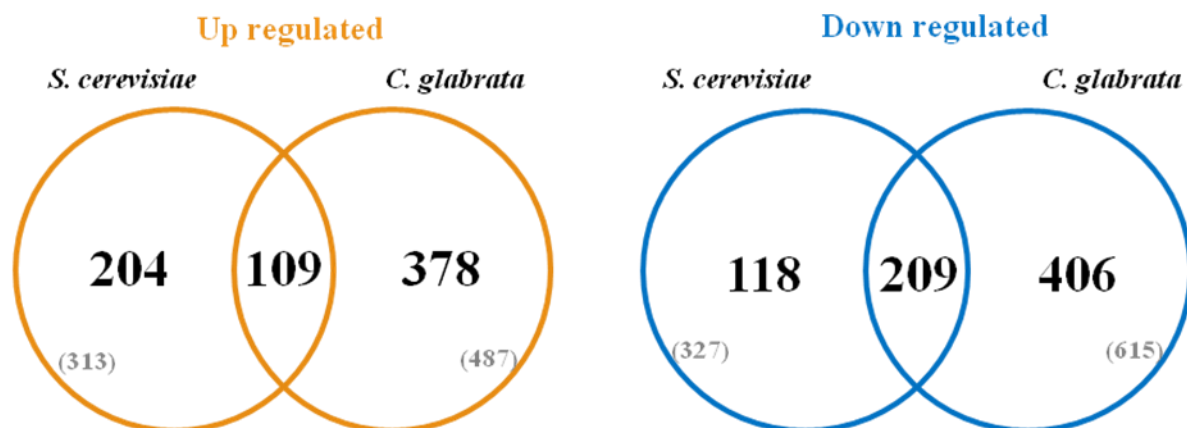 Up regulated
S. cerevisiae
C. glabrata
204
109
378
(313)
(487)
Down regulated
S. cerevisiae
C. glabrata
118
209
406
(327)
(615)